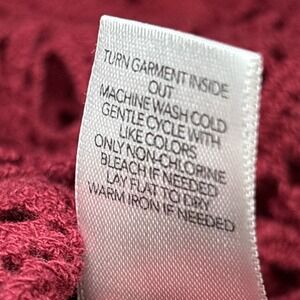 TURN GARMENT INSIDE
OUT
MACHINE WASH COLD
GENTLE CYCLE WITH
LIKE COLORS
ONLY NON-CHLORINE
BLEACH IF NEEDED
LAY FLAT TO DRY
WARM IRON IF NEEDED